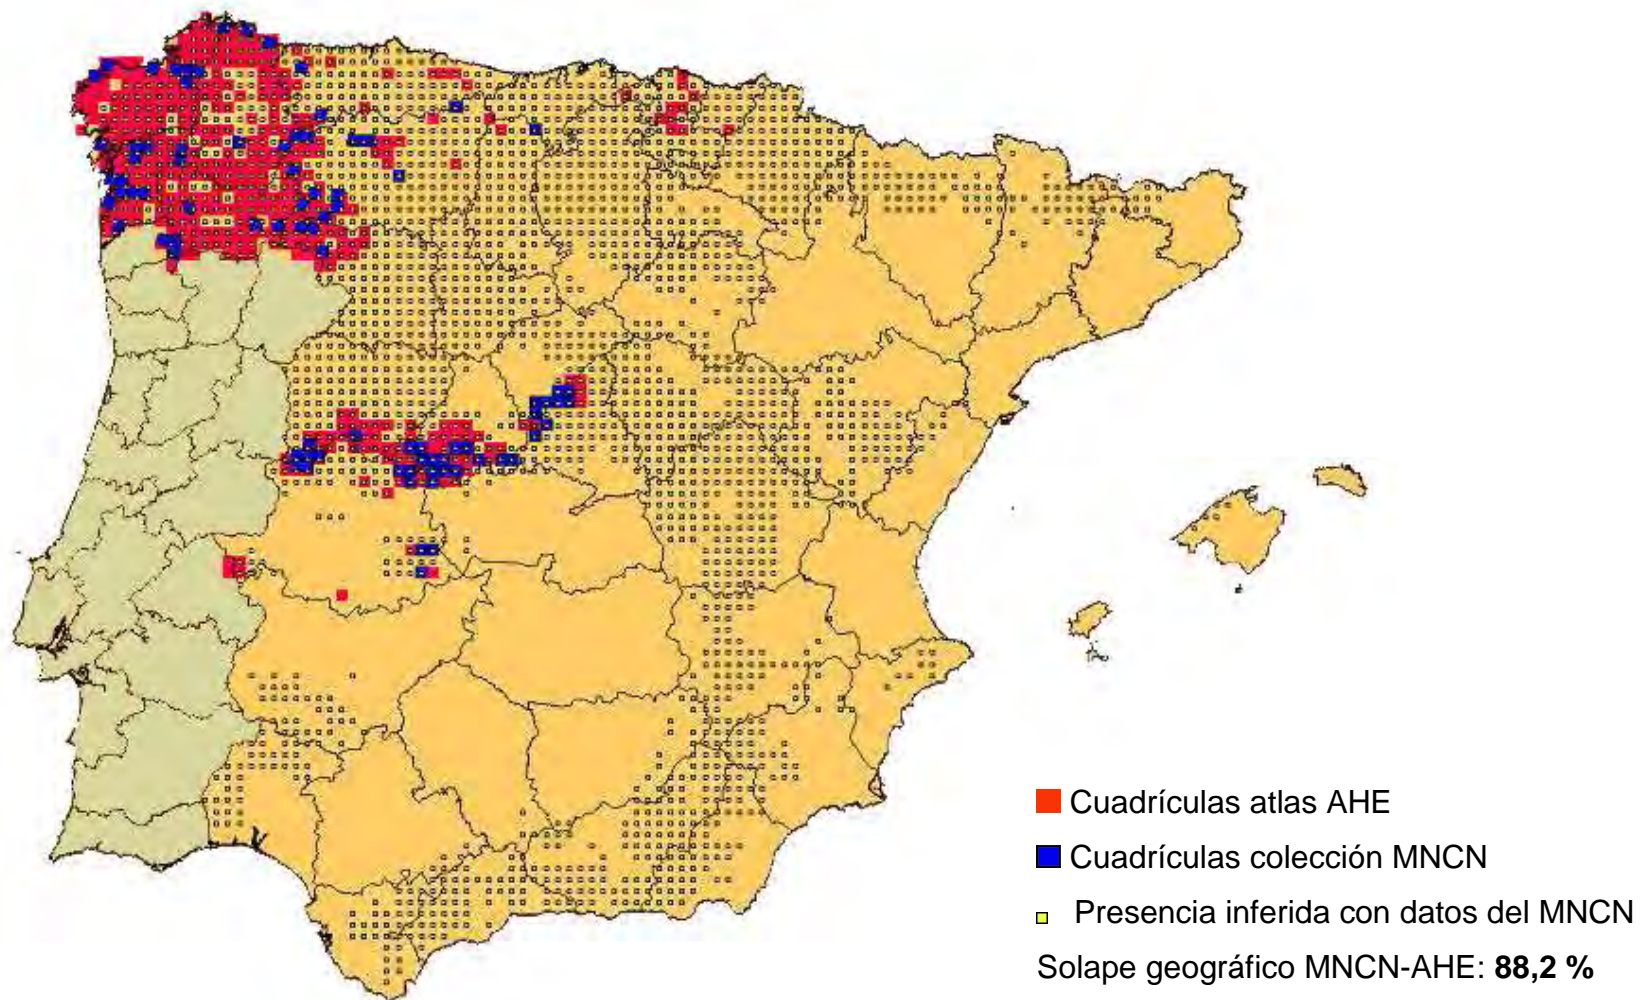 Cuadrículas atlas AHE
Cuadrículas colección MNCN
Presencia inferida con datos del MNCN
Solape geográfico MNCN-AHE: 88,2 %